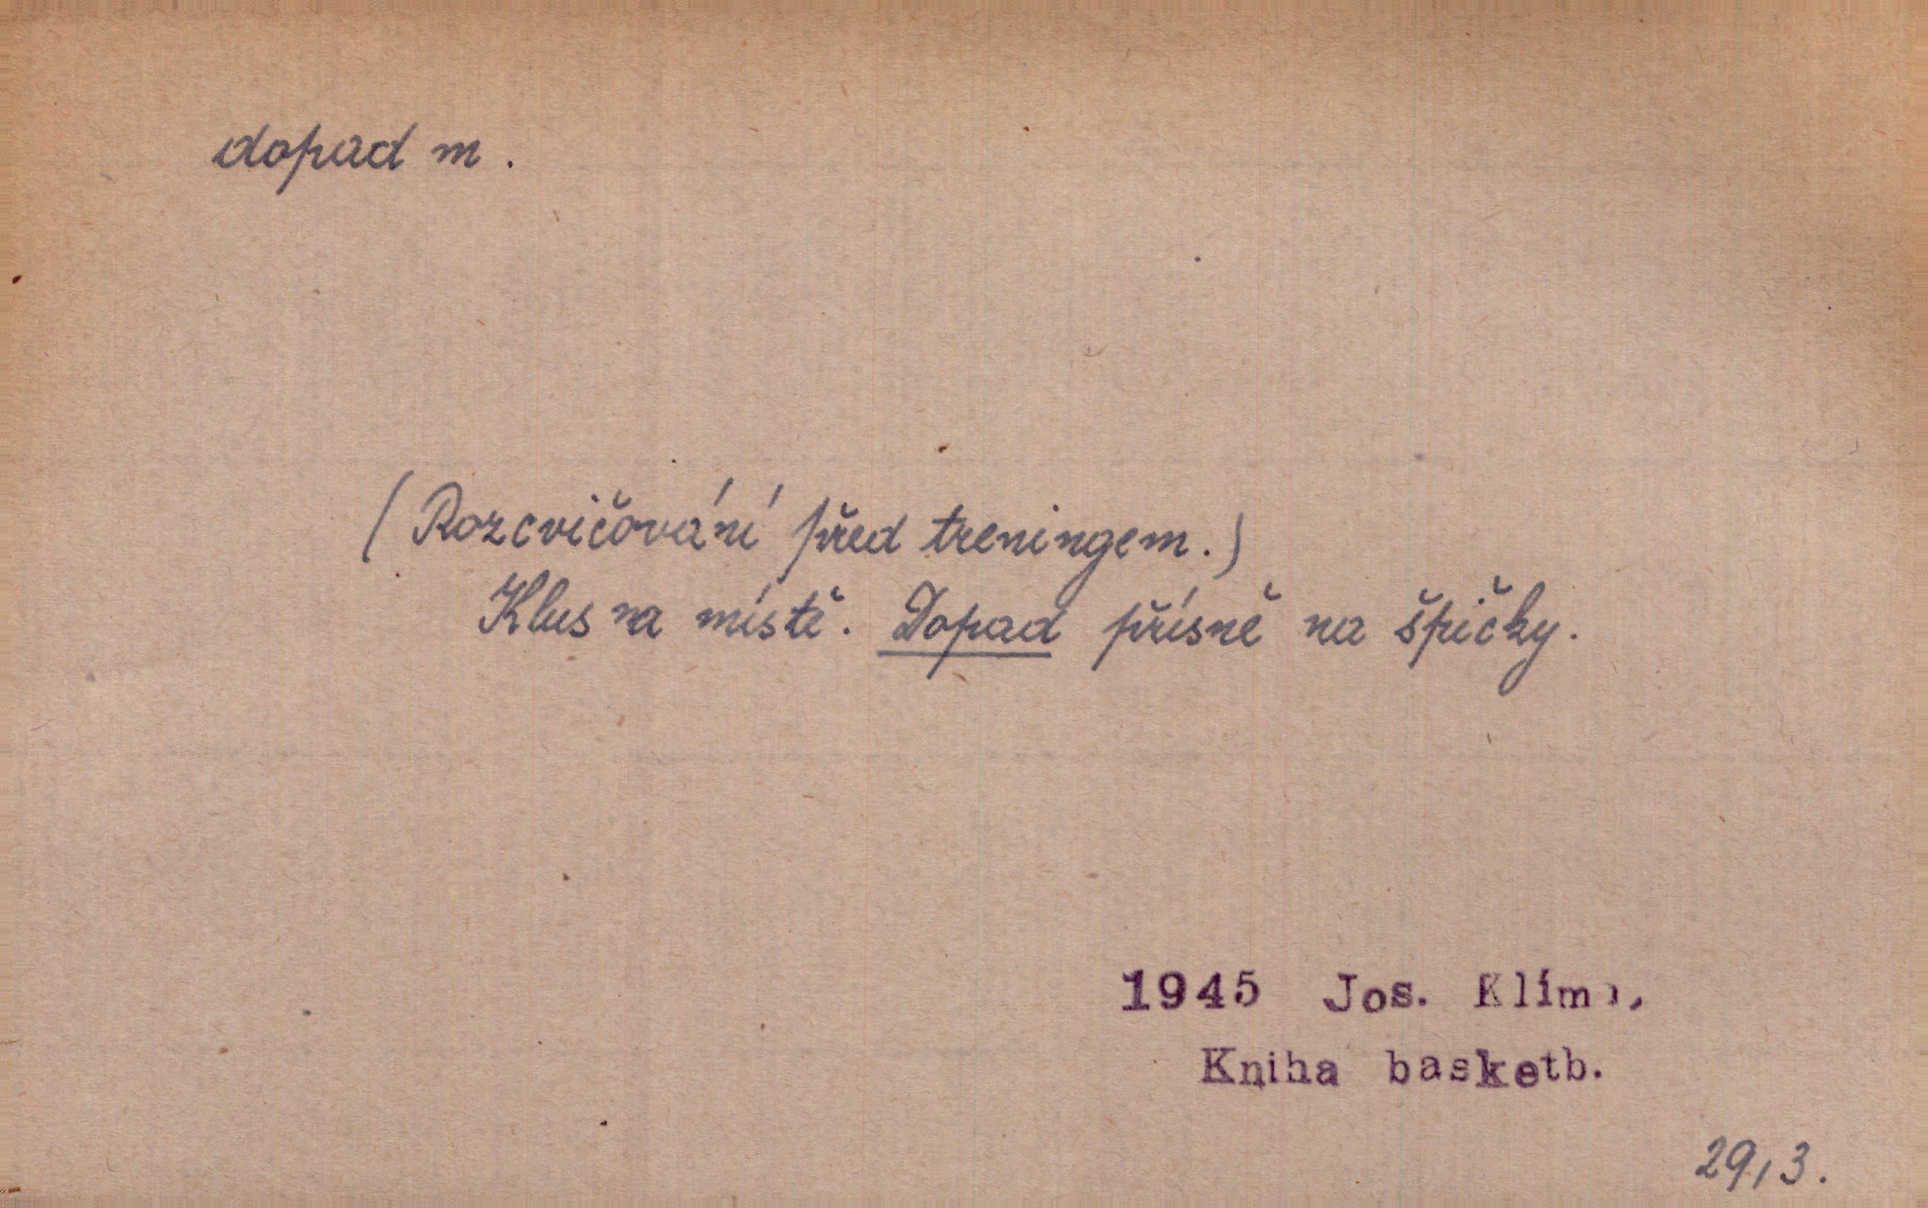 dopad m.
(Rozcvičování před treningem.)
Klus na místě. Dopad přísně na špičky.
1945 Jos. Klíma,
Kniha basketb.
29,3.